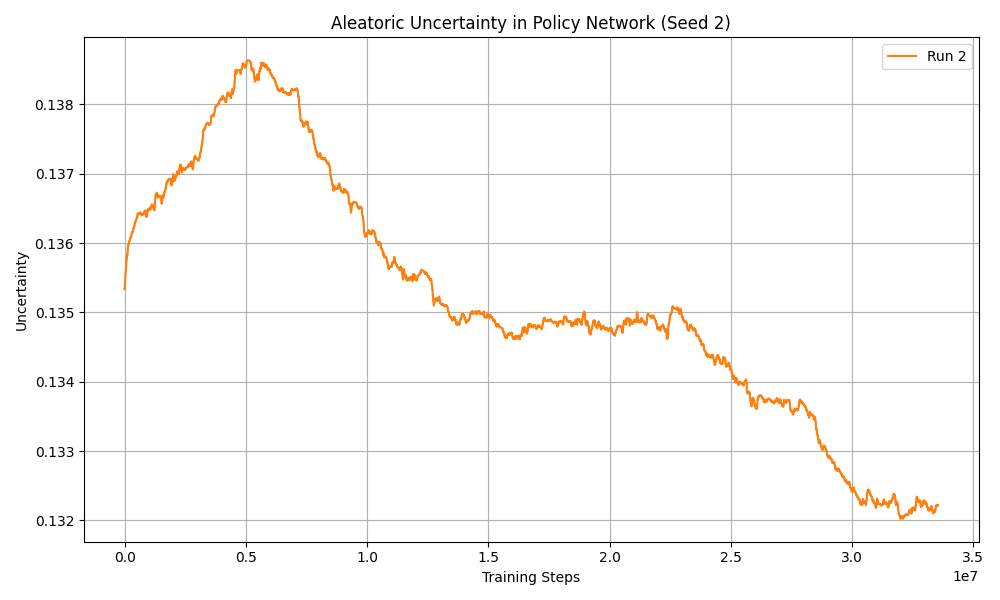 Aleatoric Uncertainty in Policy Network (Seed 2)
Run 2
Uncertainty
0.138
0.137
0.136
0.135
0.134
0.133
0.132
0.0 0.5 1.0 1.5 2.0 2.5 3.0 3.5
1e7
Training Steps